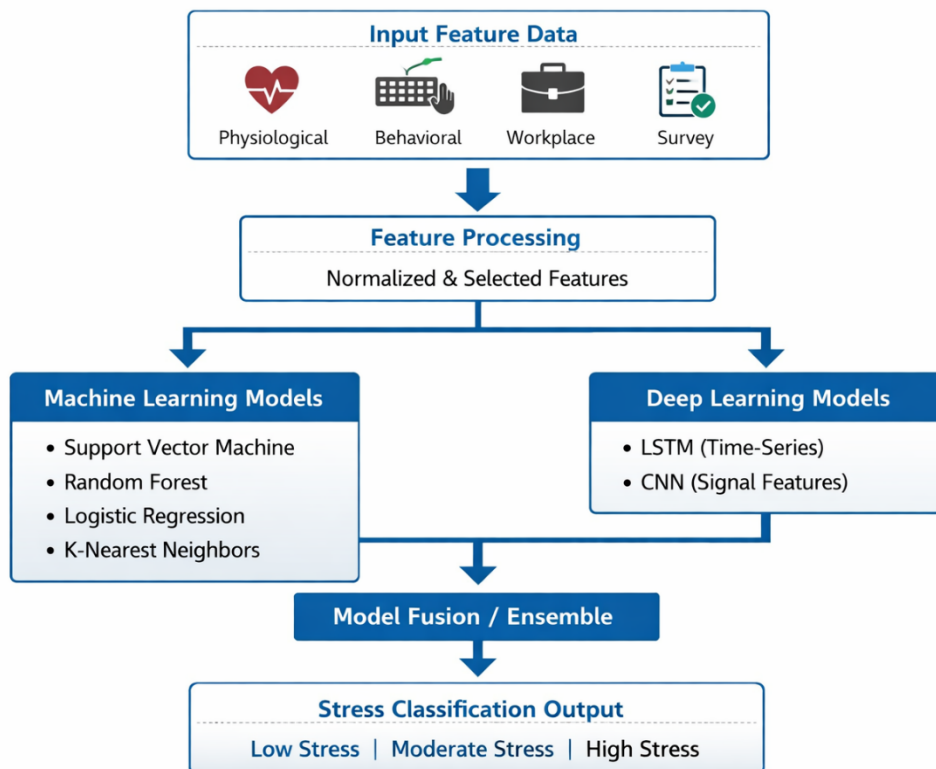 Input Feature Data
Physiological Behavioral Workplace Survey
Feature Processing
Normalized & Selected Features
Machine Learning Models
• Support Vector Machine
• Random Forest
• Logistic Regression
• K-Nearest Neighbors
Deep Learning Models
• LSTM (Time-Series)
• CNN (Signal Features)
Model Fusion / Ensemble
Stress Classification Output
Low Stress | Moderate Stress | High Stress